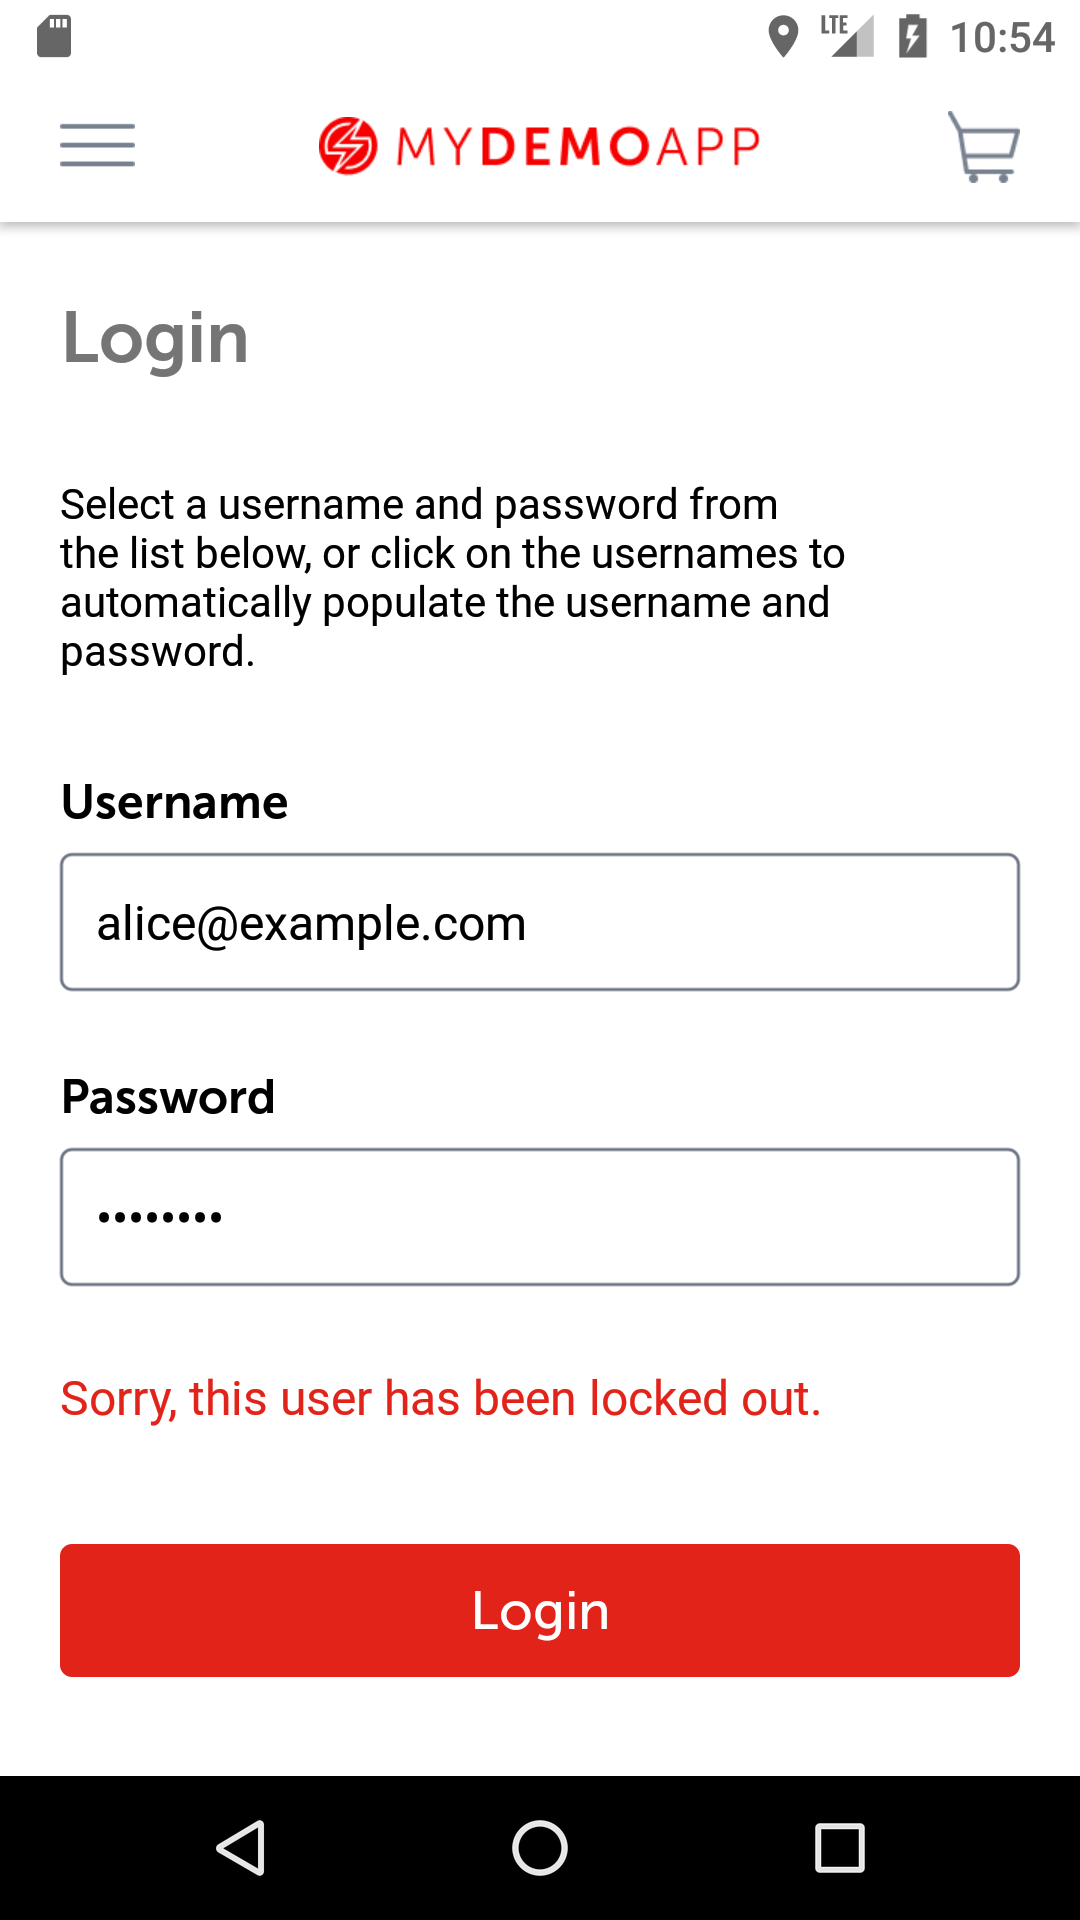 LTE 10:54
MYDEMOAPP
Login
Select a username and password from
the list below, or click on the usernames to
automatically populate the username and
password.
Username
alice@example.com
Password
••••••••
Sorry, this user has been locked out.
Login